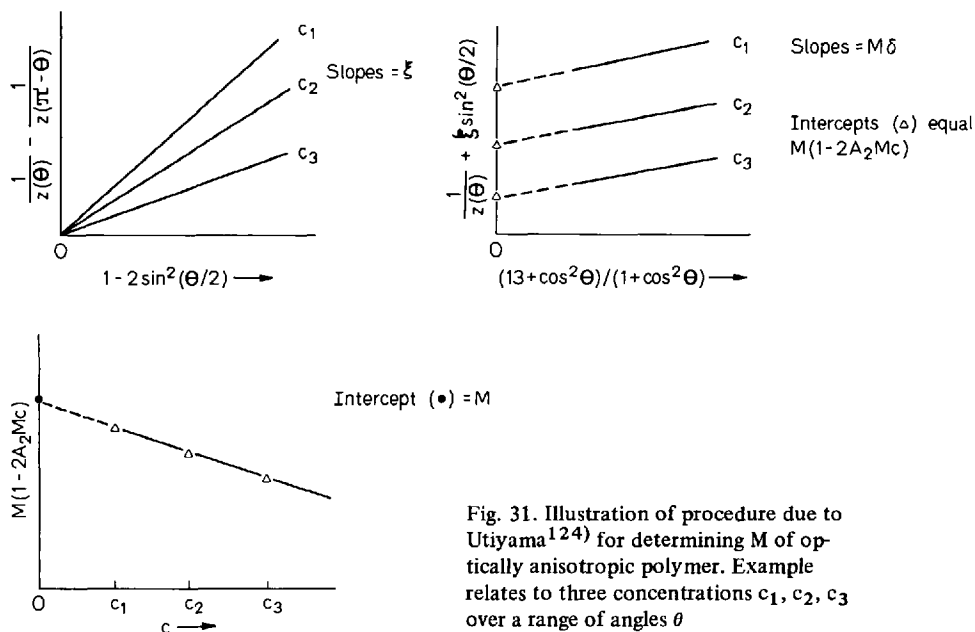 1/z(θ) - 1/z(π-θ)
c₁
c₂
c₃
Slopes = ξ
O
1 - 2 sin²(θ/2) →
1/z(θ) + ξ sin²(θ/2)
c₁
c₂
c₃
Slopes = Mδ
Intercepts (△) equal
M(1-2A₂Mc)
O
(13+cos²θ)/(1+cos²θ) →
M(1-2A₂Mc)
Intercept (•) = M
O
c₁
c₂
c₃
c →
Fig. 31. Illustration of procedure due to
Utiyama¹²⁴⁾ for determining M of op-
tically anisotropic polymer. Example
relates to three concentrations c₁, c₂, c₃
over a range of angles θ